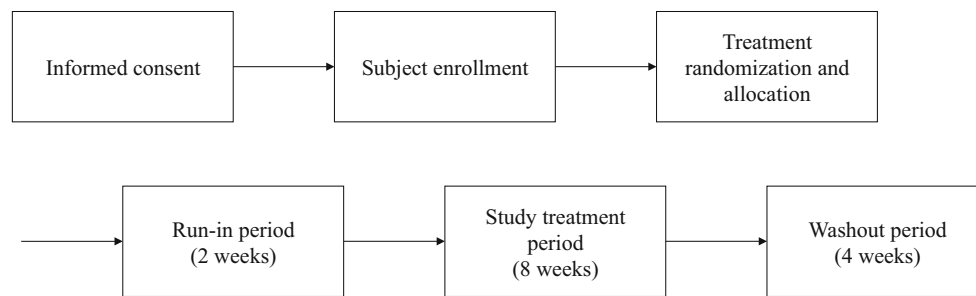 Informed consent
Subject enrollment
Treatment
randomization and
allocation
Run-in period
(2 weeks)
Study treatment
period
(8 weeks)
Washout period
(4 weeks)